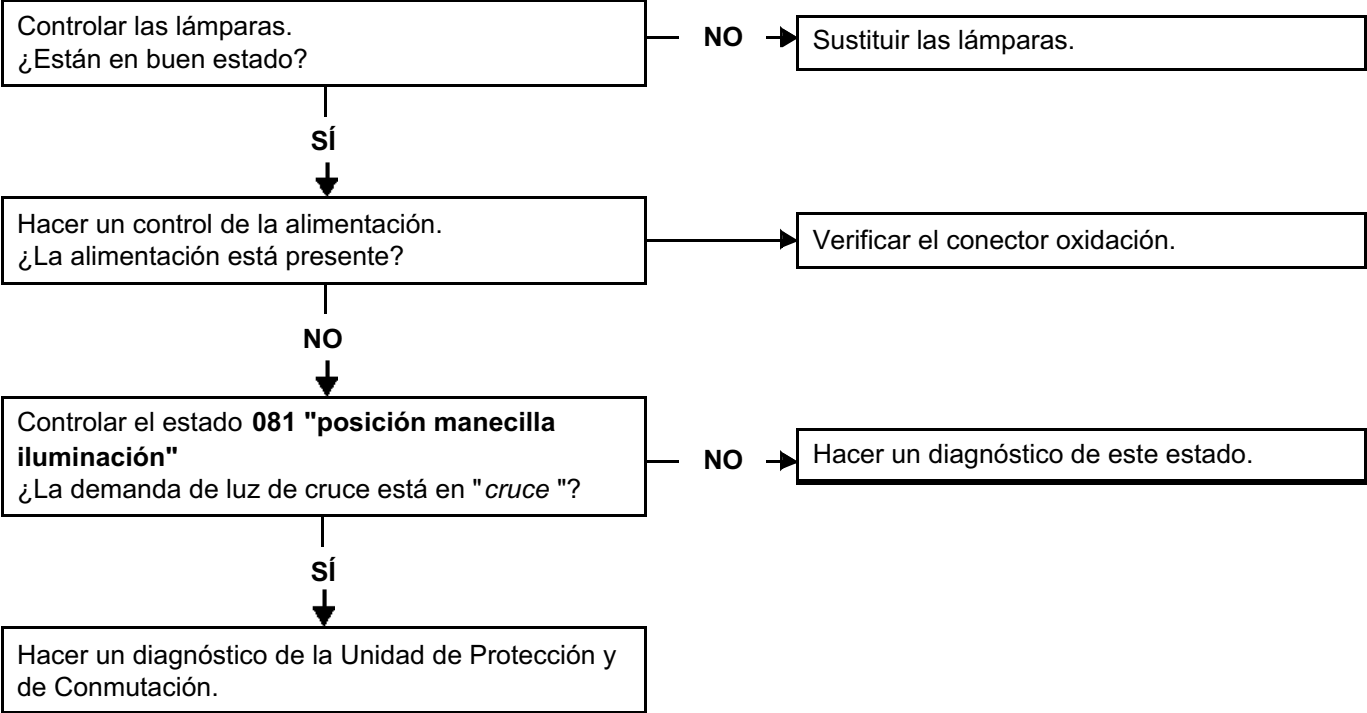 Controlar las lámparas.
¿Están en buen estado?
NO
Sustituir las lámparas.
SÍ
Hacer un control de la alimentación.
¿La alimentación está presente?
Verificar el conector oxidación.
NO
Controlar el estado 081 "posición manecilla
iluminación"
¿La demanda de luz de cruce está en "cruce "?
NO
Hacer un diagnóstico de este estado.
SÍ
Hacer un diagnóstico de la Unidad de Protección y
de Conmutación.